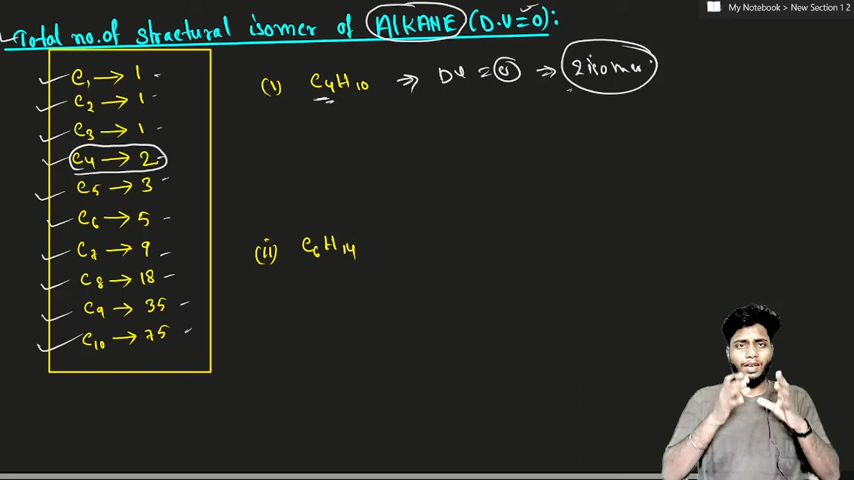 My Notebook > New Section 1 2
Total no. of structural isomer of ALKANE (D.U=0):
C₁ → 1
C₂ → 1
C₃ → 1
C₄ → 2
C₅ → 3
C₆ → 5
C₇ → 9
C₈ → 18
C₉ → 35
C₁₀ → 75
(i) C₄H₁₀ ⇒ DU = 0 ⇒ 2 isomer.
(ii) C₆H₁₄